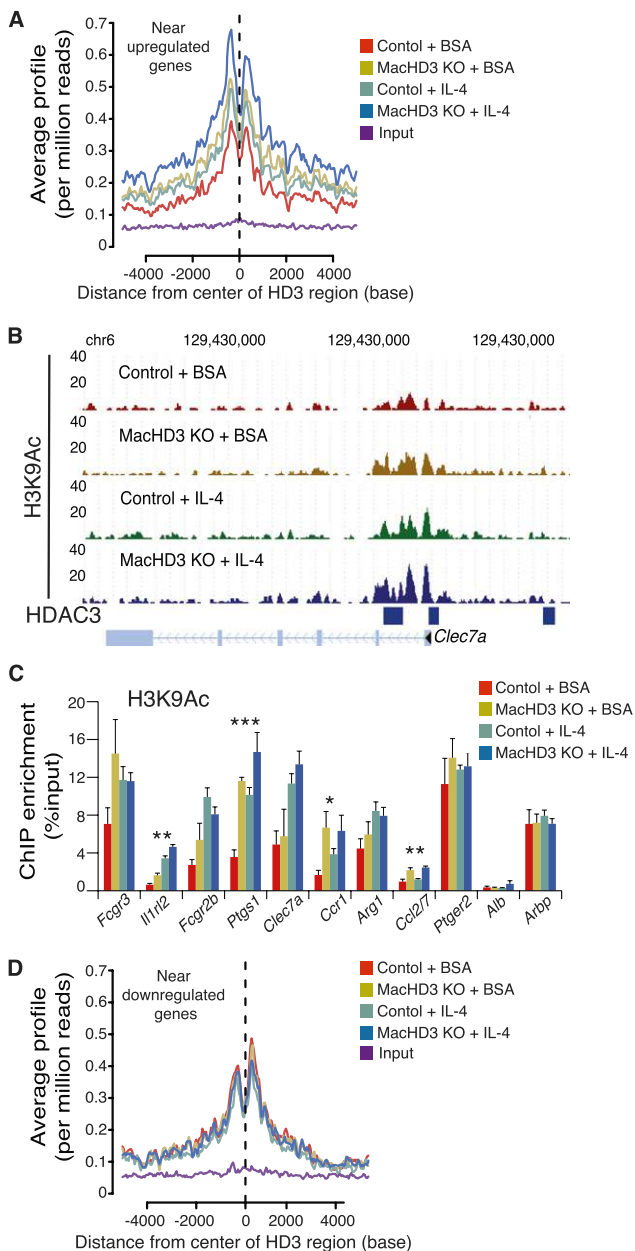 A
Near
upregulated
genes
Average profile
(per million reads)
0.7
0.6
0.5
0.4
0.3
0.2
0.1
0
-4000 -2000 0 2000 4000
Distance from center of HD3 region (base)
Contol + BSA
MacHD3 KO + BSA
Contol + IL-4
MacHD3 KO + IL-4
Input
B
chr6 129,430,000 129,430,000 129,430,000
H3K9Ac
40
20
Control + BSA
40
20
MacHD3 KO + BSA
40
20
Control + IL-4
40
20
MacHD3 KO + IL-4
HDAC3
Clec7a
C
H3K9Ac
ChIP enrichment
(%input)
20
16
12
8
4
0
**
***
*
**
Fcgr3 Il1rl2 Fcgr2b Ptgs1 Clec7a Ccr1 Arg1 Ccl2/7 Ptger2 Alb Arbp
Contol + BSA
MacHD3 KO + BSA
Contol + IL-4
MacHD3 KO + IL-4
D
Near
downregulated
genes
Average profile
(per million reads)
0.7
0.6
0.5
0.4
0.3
0.2
0.1
0
-4000 -2000 0 2000 4000
Distance from center of HD3 region (base)
Contol + BSA
MacHD3 KO + BSA
Contol + IL-4
MacHD3 KO + IL-4
Input